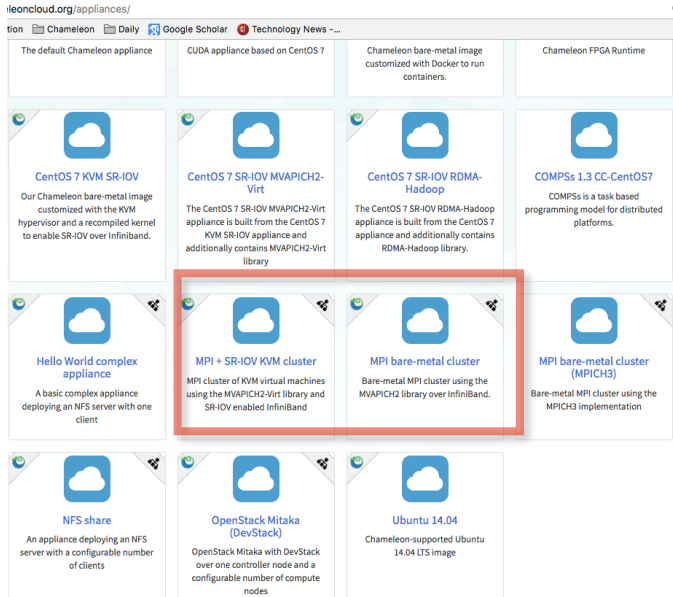 leoncloud.org/appliances/
tion Chameleon Daily Google Scholar Technology News -...
The default Chameleon appliance
CUDA appliance based on CentOS 7
Chameleon bare-metal image
customized with Docker to run
containers.
Chameleon FPGA Runtime
CentOS 7 KVM SR-IOV
Our Chameleon bare-metal image
customized with the KVM
hypervisor and a recompiled kernel
to enable SR-IOV over Infiniband.
CentOS 7 SR-IOV MVAPICH2-
Virt
The CentOS 7 SR-IOV MVAPICH2-Virt
appliance is built from the CentOS 7
KVM SR-IOV appliance and
additionally contains MVAPICH2-Virt
library
CentOS 7 SR-IOV RDMA-
Hadoop
The CentOS 7 SR-IOV RDMA-Hadoop
appliance is built from the CentOS 7
appliance and additionally contains
RDMA-Hadoop library.
COMPSs 1.3 CC-CentOS7
COMPSs is a task based
programming model for distributed
platforms.
Hello World complex
appliance
A basic complex appliance
deploying an NFS server with one
client
MPI + SR-IOV KVM cluster
MPI cluster of KVM virtual machines
using the MVAPICH2-Virt library and
SR-IOV enabled InfiniBand
MPI bare-metal cluster
Bare-metal MPI cluster using the
MVAPICH2 library over InfiniBand.
MPI bare-metal cluster
(MPICH3)
Bare-metal MPI cluster using the
MPICH3 implementation
NFS share
An appliance deploying an NFS
server with a configurable number
of clients
OpenStack Mitaka
(DevStack)
OpenStack Mitaka with DevStack
over one controller node and a
configurable number of compute
nodes
Ubuntu 14.04
Chameleon-supported Ubuntu
14.04 LTS image